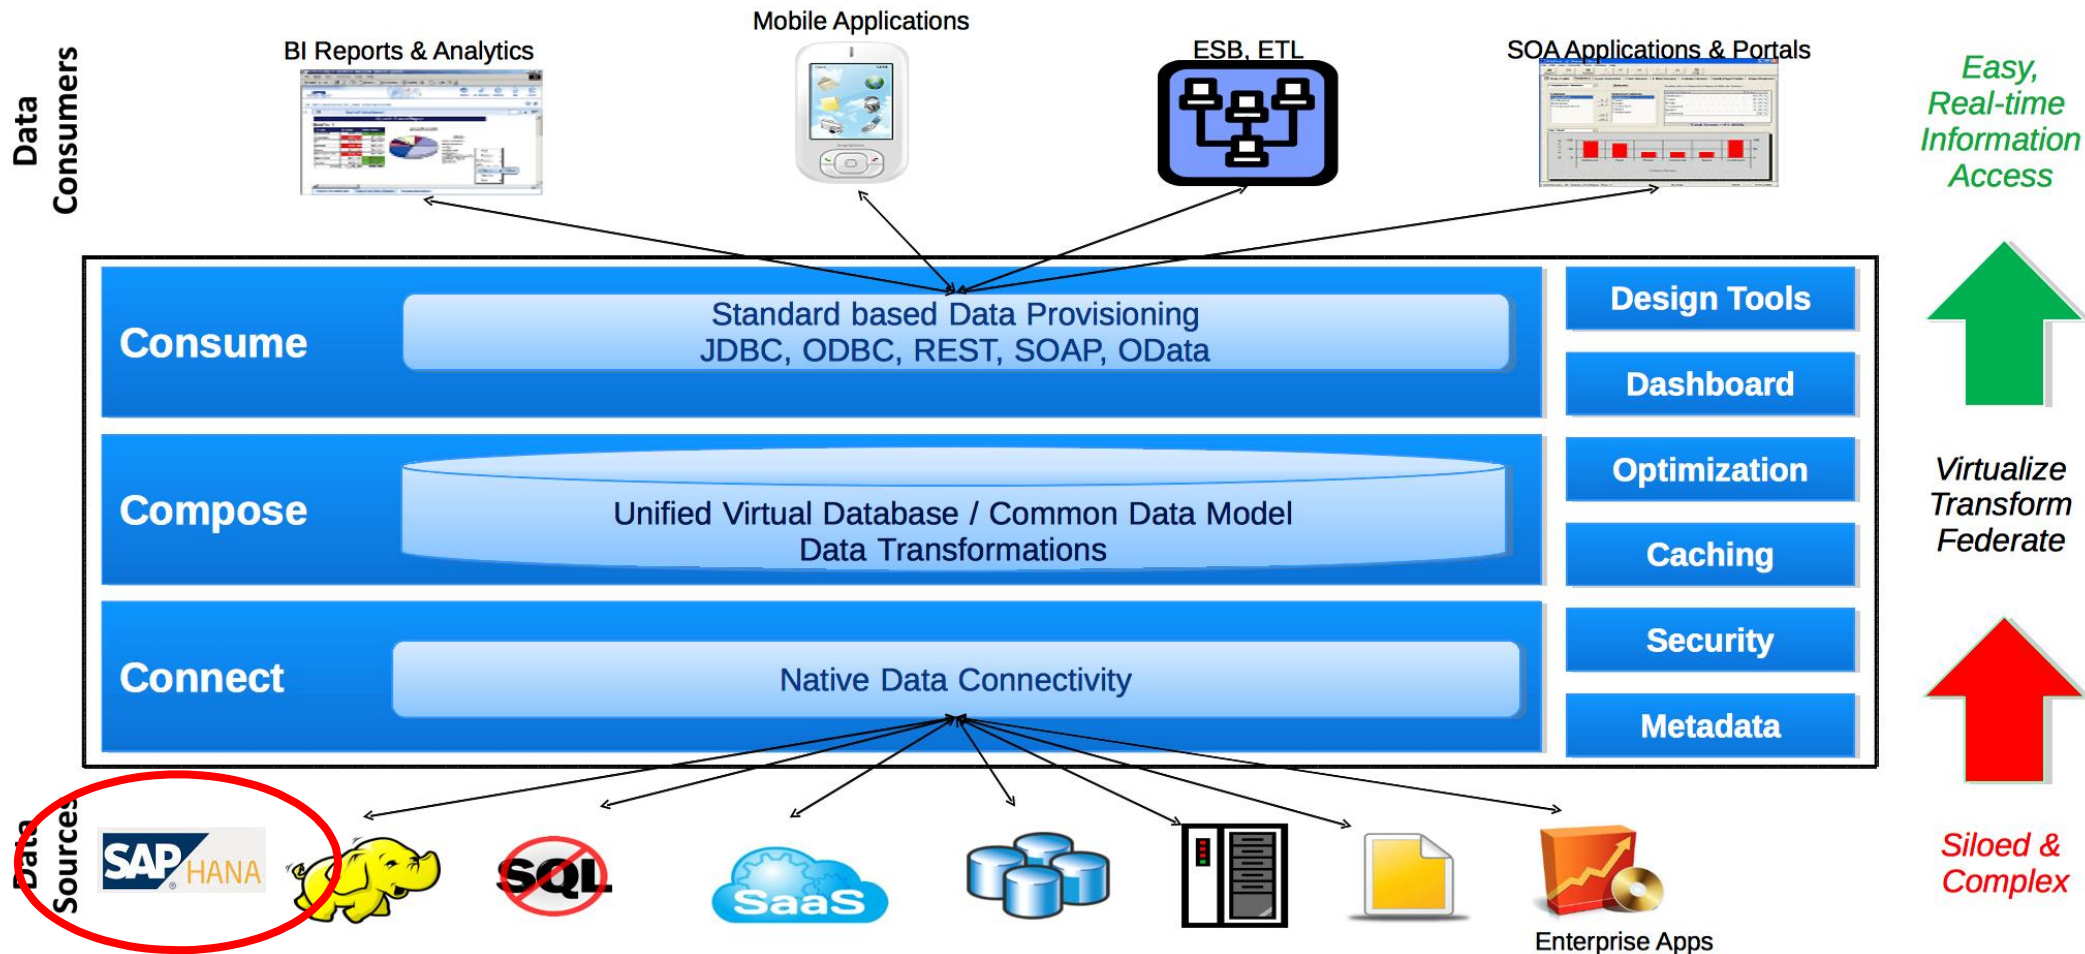 Mobile Applications
BI Reports & Analytics
ESB, ETL
SOA Applications & Portals
Data
Consumers
Easy,
Real-time
Information
Access
Consume
Standard based Data Provisioning
JDBC, ODBC, REST, SOAP, OData
Design Tools
Dashboard
Compose
Unified Virtual Database / Common Data Model
Data Transformations
Optimization
Caching
Virtualize
Transform
Federate
Connect
Native Data Connectivity
Security
Metadata
Data
Sources
SAP HANA
SQL
SaaS
Enterprise Apps
Siloed &
Complex